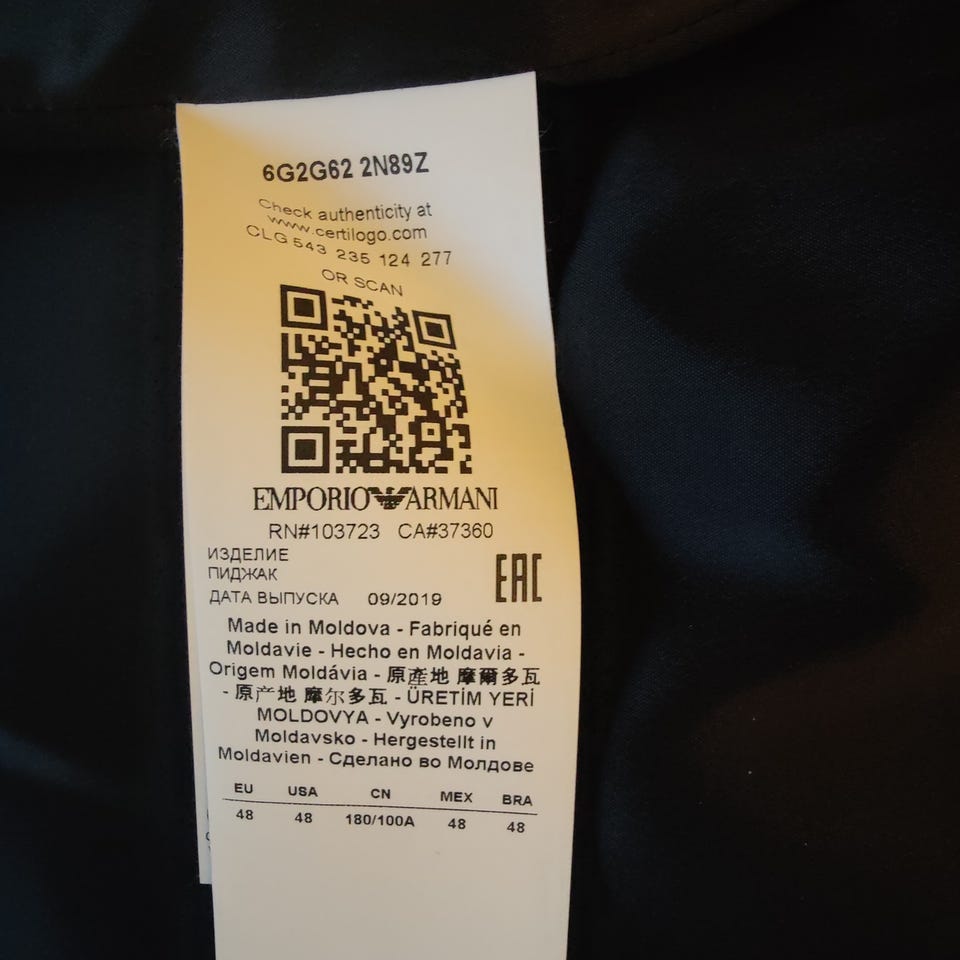 6G2G62 2N89Z
Check authenticity at
www.certilogo.com
CLG 543 235 124 277
OR SCAN
EMPORIO ARMANI
RN#103723 CA#37360
ИЗДЕЛИЕ
ПИДЖАК
EAC
ДАТА ВЫПУСКА 09/2019
Made in Moldova - Fabriqué en
Moldavie - Hecho en Moldavia -
Origem Moldávia - 原產地 摩爾多瓦
- 原产地 摩尔多瓦 - ÜRETİM YERİ
MOLDOVYA - Vyrobeno v
Moldavsko - Hergestellt in
Moldavien - Сделано во Молдове
EU USA CN MEX BRA
48 48 180/100A 48 48